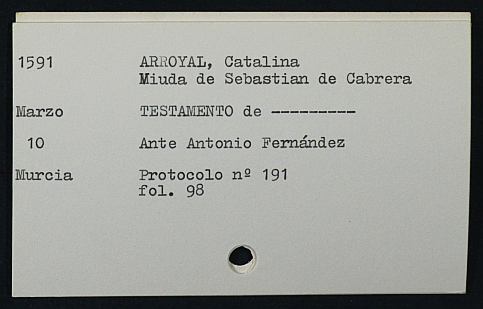 1591 ARROYAL, Catalina
Miuda de Sebastian de Cabrera
Marzo TESTAMENTO de ---------
10 Ante Antonio Fernández
Murcia Protocolo nº 191
fol. 98